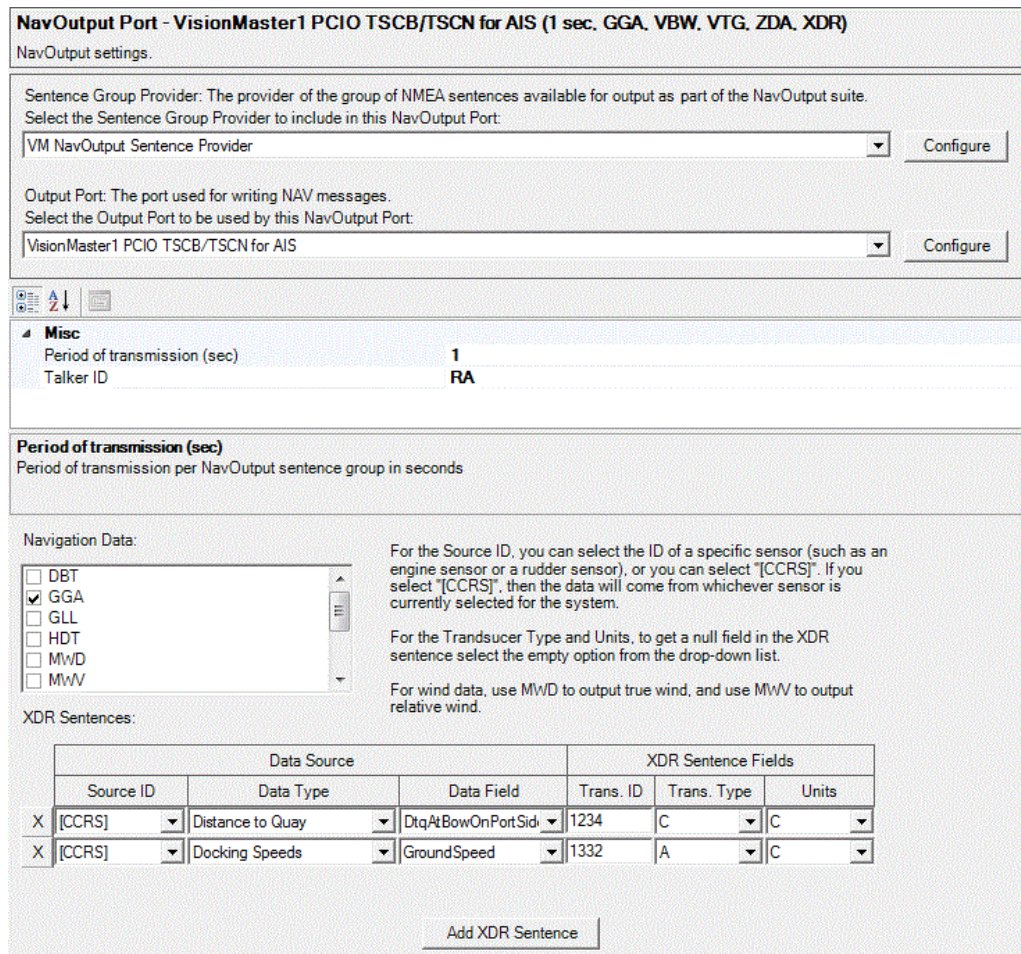 NavOutput Port - VisionMaster1 PCIO TSCB/TSCN for AIS (1 sec, GGA, VBW, VTG, ZDA, XDR)
NavOutput settings.
Sentence Group Provider: The provider of the group of NMEA sentences available for output as part of the NavOutput suite.
Select the Sentence Group Provider to include in this NavOutput Port:
VM NavOutput Sentence Provider
Configure
Output Port: The port used for writing NAV messages.
Select the Output Port to be used by this NavOutput Port:
VisionMaster1 PCIO TSCB/TSCN for AIS
Configure
A
Z
Misc
Period of transmission (sec) 1
Talker ID RA
Period of transmission (sec)
Period of transmission per NavOutput sentence group in seconds
Navigation Data:
DBT
GGA
GLL
HDT
MWD
MWV
For the Source ID, you can select the ID of a specific sensor (such as an
engine sensor or a rudder sensor), or you can select "[CCRS]". If you
select "[CCRS]", then the data will come from whichever sensor is
currently selected for the system.
For the Trandsucer Type and Units, to get a null field in the XDR
sentence select the empty option from the drop-down list.
For wind data, use MWD to output true wind, and use MWV to output
relative wind.
XDR Sentences:
Data Source XDR Sentence Fields
Source ID Data Type Data Field Trans. ID Trans. Type Units
X [CCRS] Distance to Quay DtqAtBowOnPortSid 1234 C C
X [CCRS] Docking Speeds GroundSpeed 1332 A C
Add XDR Sentence